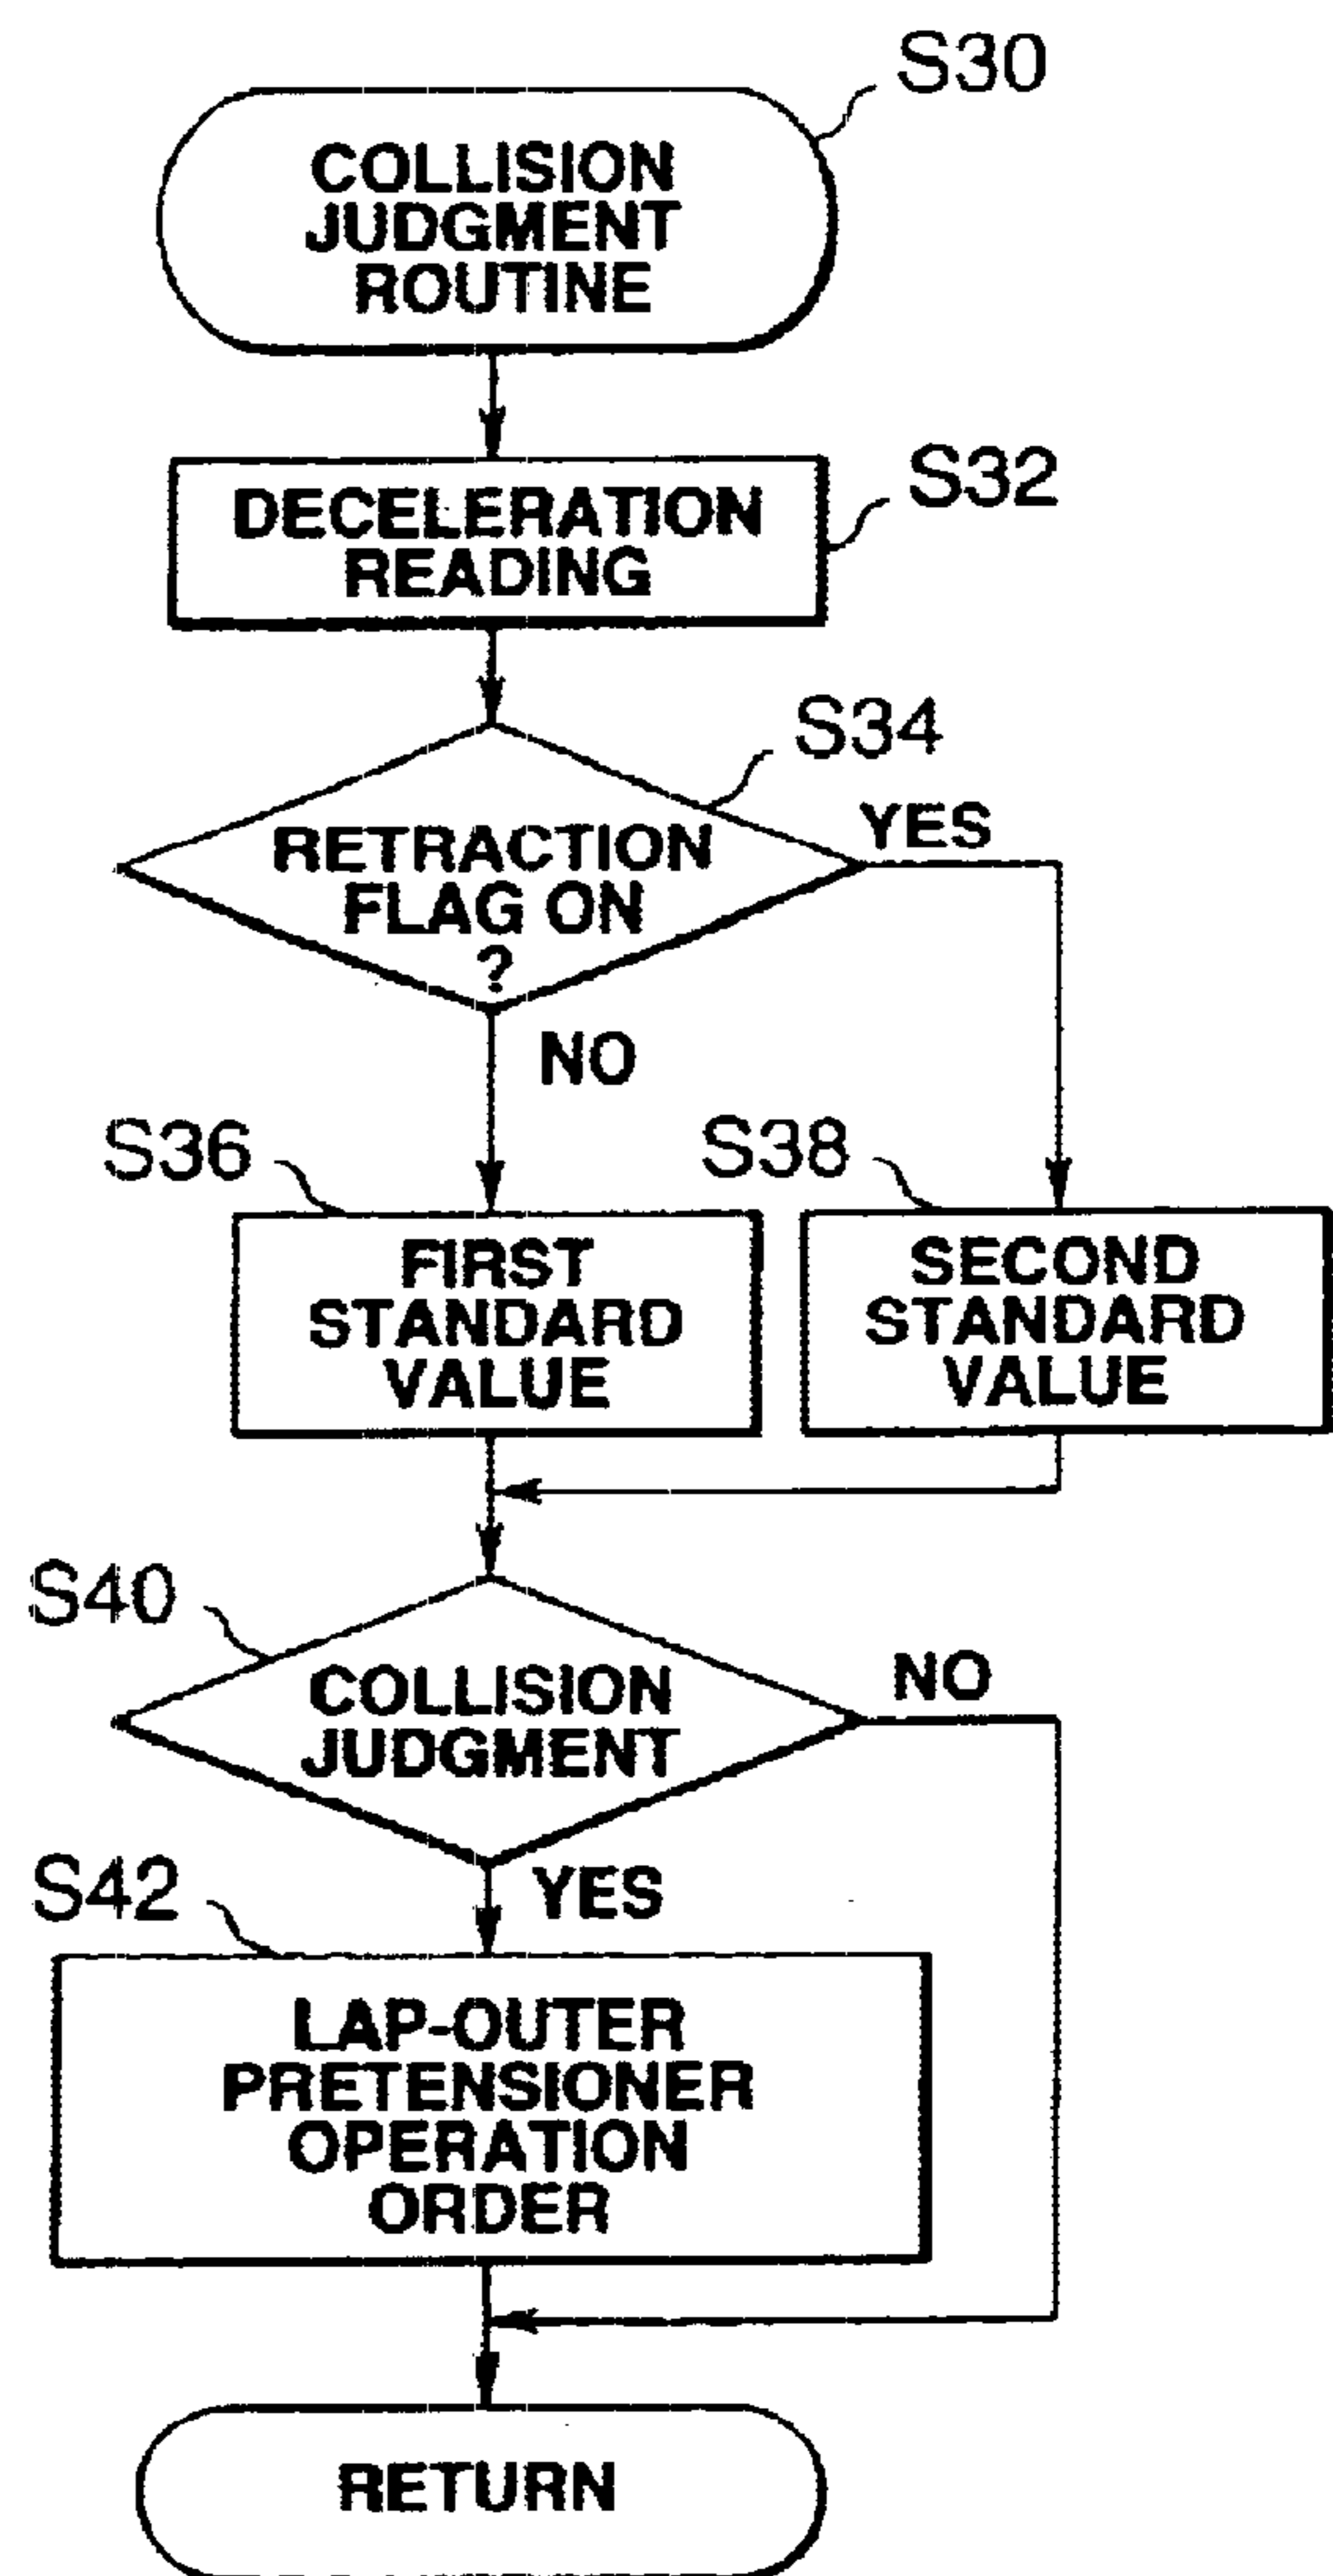 S30
COLLISION
JUDGMENT
ROUTINE
S32
DECELERATION
READING
S34
RETRACTION
FLAG ON
?
YES
NO
S36
S38
FIRST
STANDARD
VALUE
SECOND
STANDARD
VALUE
S40
COLLISION
JUDGMENT
NO
YES
S42
LAP-OUTER
PRETENSIONER
OPERATION
ORDER
RETURN